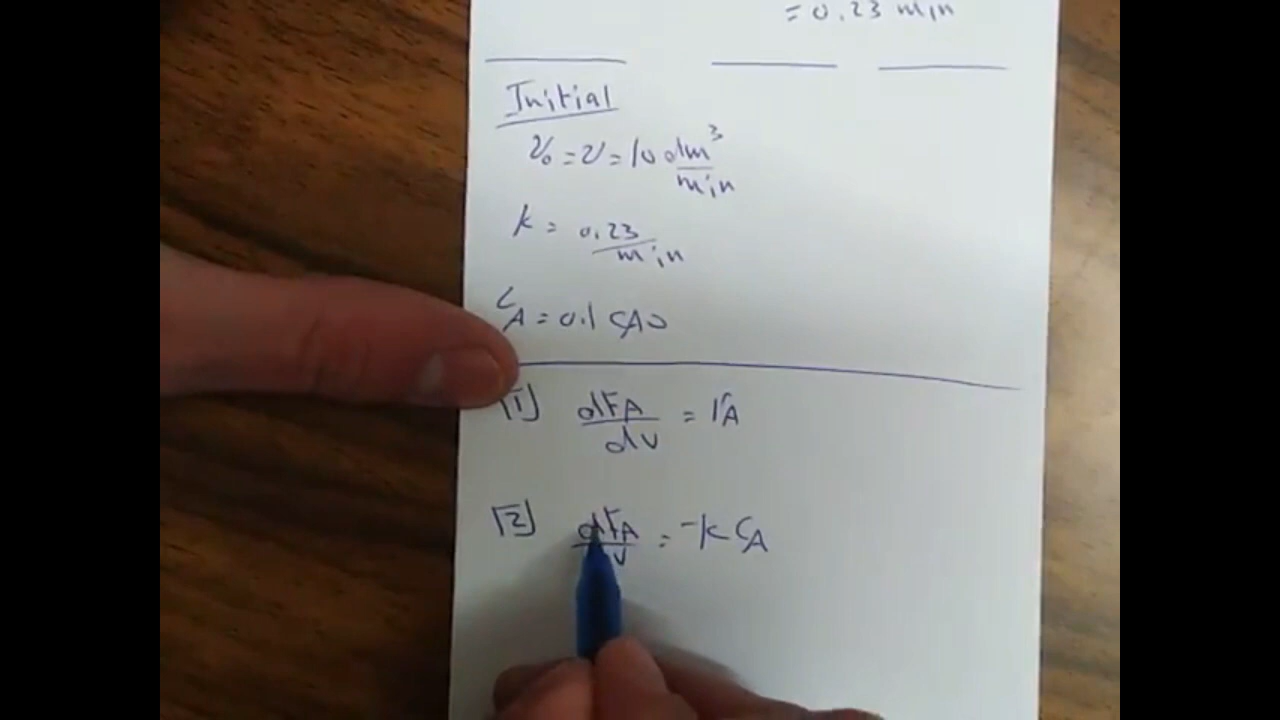 = 0.23 min
Initial
v₀ = v = 10 dm³/min
k = 0.23/min
CA = 0.1 CA0
[1] dFA/dV = rA
[2] dFA/dV = -k CA